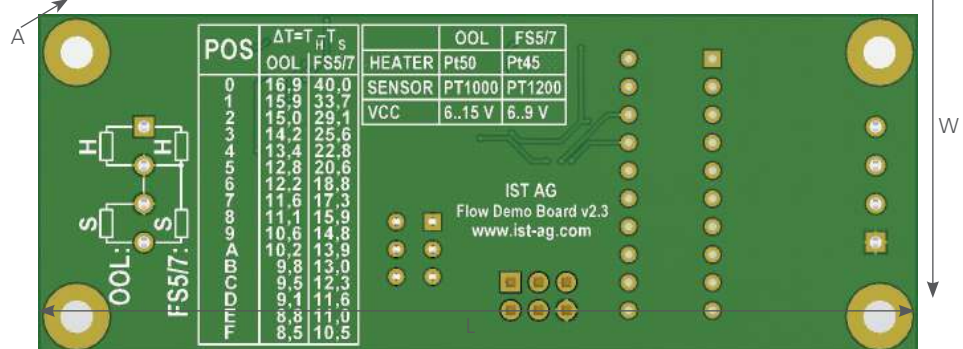 A
W
L
POS ΔT=T_H-T_S
OOL FS5/7
0 16,9 40,0
1 15,9 33,7
2 15,0 29,1
3 14,2 25,6
4 13,4 22,8
5 12,8 20,6
6 12,2 18,8
7 11,6 17,3
8 11,1 15,9
9 10,6 14,8
A 10,2 13,9
B 9,8 13,0
C 9,5 12,3
D 9,1 11,6
E 8,8 11,0
F 8,5 10,5
OOL FS5/7
HEATER Pt50 Pt45
SENSOR PT1000 PT1200
VCC 6..15 V 6..9 V
H H
S S
OOL:
FS5/7:
IST AG
Flow Demo Board v2.3
www.ist-ag.com